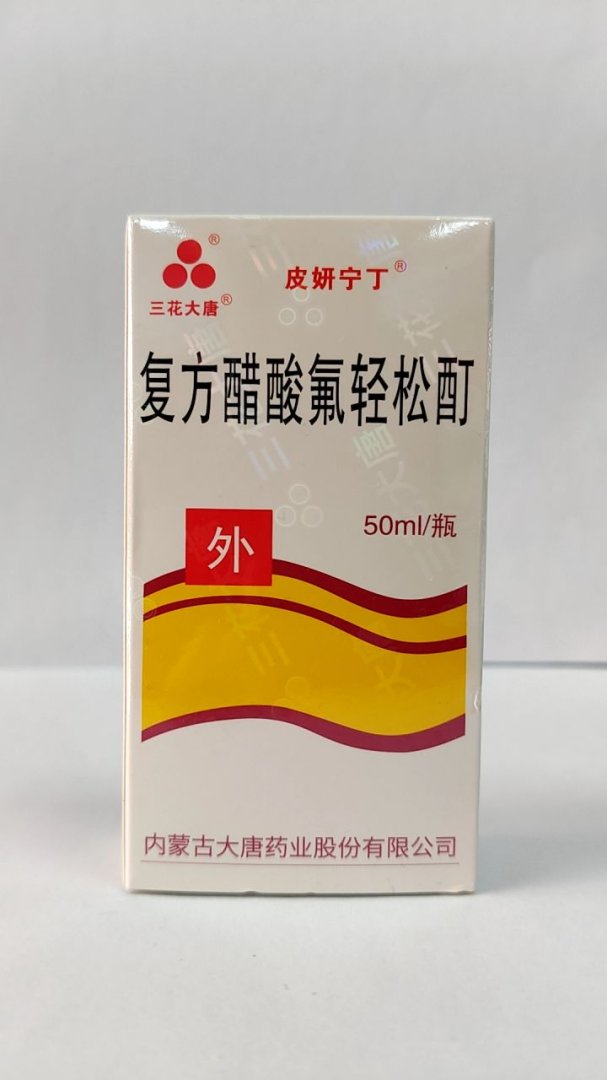 三花大唐®
皮妍宁丁®
复方醋酸氟轻松酊
50ml/瓶
外
内蒙古大唐药业股份有限公司